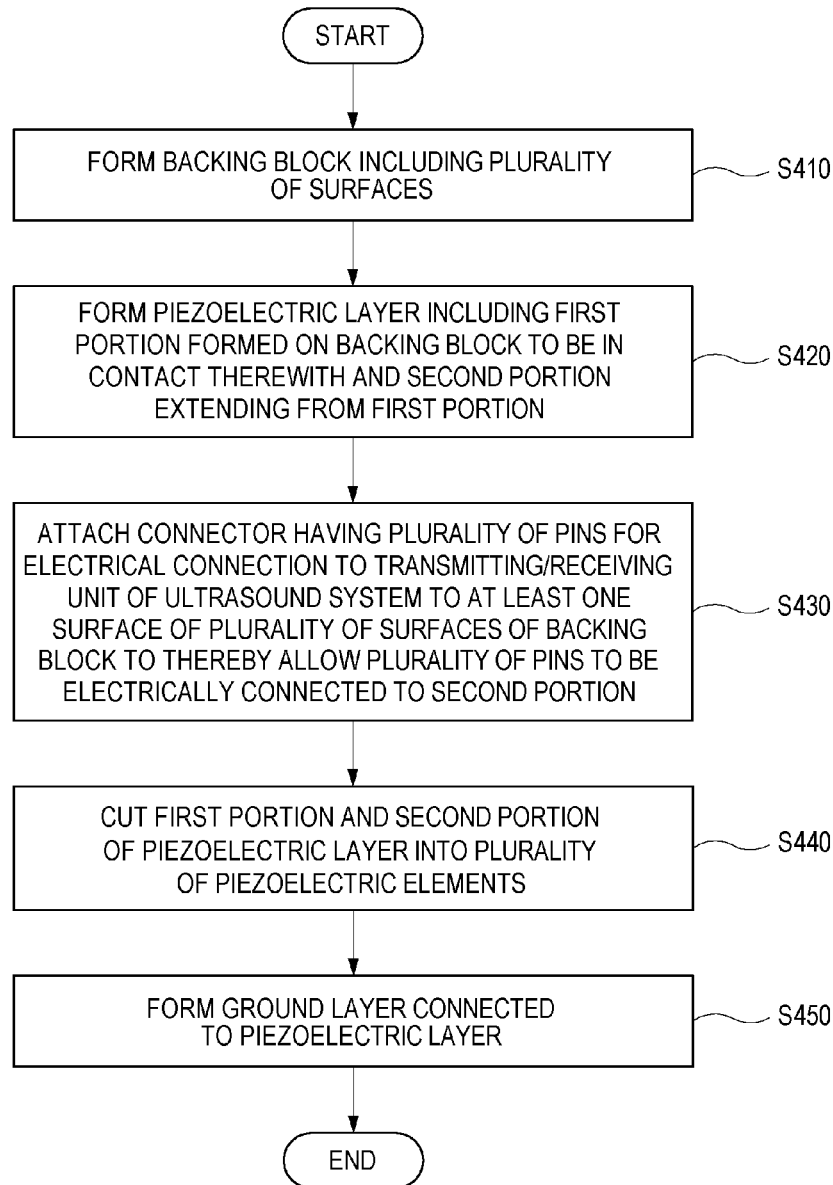 START
FORM BACKING BLOCK INCLUDING PLURALITY
OF SURFACES
S410
FORM PIEZOELECTRIC LAYER INCLUDING FIRST
PORTION FORMED ON BACKING BLOCK TO BE IN
CONTACT THEREWITH AND SECOND PORTION
EXTENDING FROM FIRST PORTION
S420
ATTACH CONNECTOR HAVING PLURALITY OF PINS FOR
ELECTRICAL CONNECTION TO TRANSMITTING/RECEIVING
UNIT OF ULTRASOUND SYSTEM TO AT LEAST ONE
SURFACE OF PLURALITY OF SURFACES OF BACKING
BLOCK TO THEREBY ALLOW PLURALITY OF PINS TO BE
ELECTRICALLY CONNECTED TO SECOND PORTION
S430
CUT FIRST PORTION AND SECOND PORTION
OF PIEZOELECTRIC LAYER INTO PLURALITY
OF PIEZOELECTRIC ELEMENTS
S440
FORM GROUND LAYER CONNECTED
TO PIEZOELECTRIC LAYER
S450
END